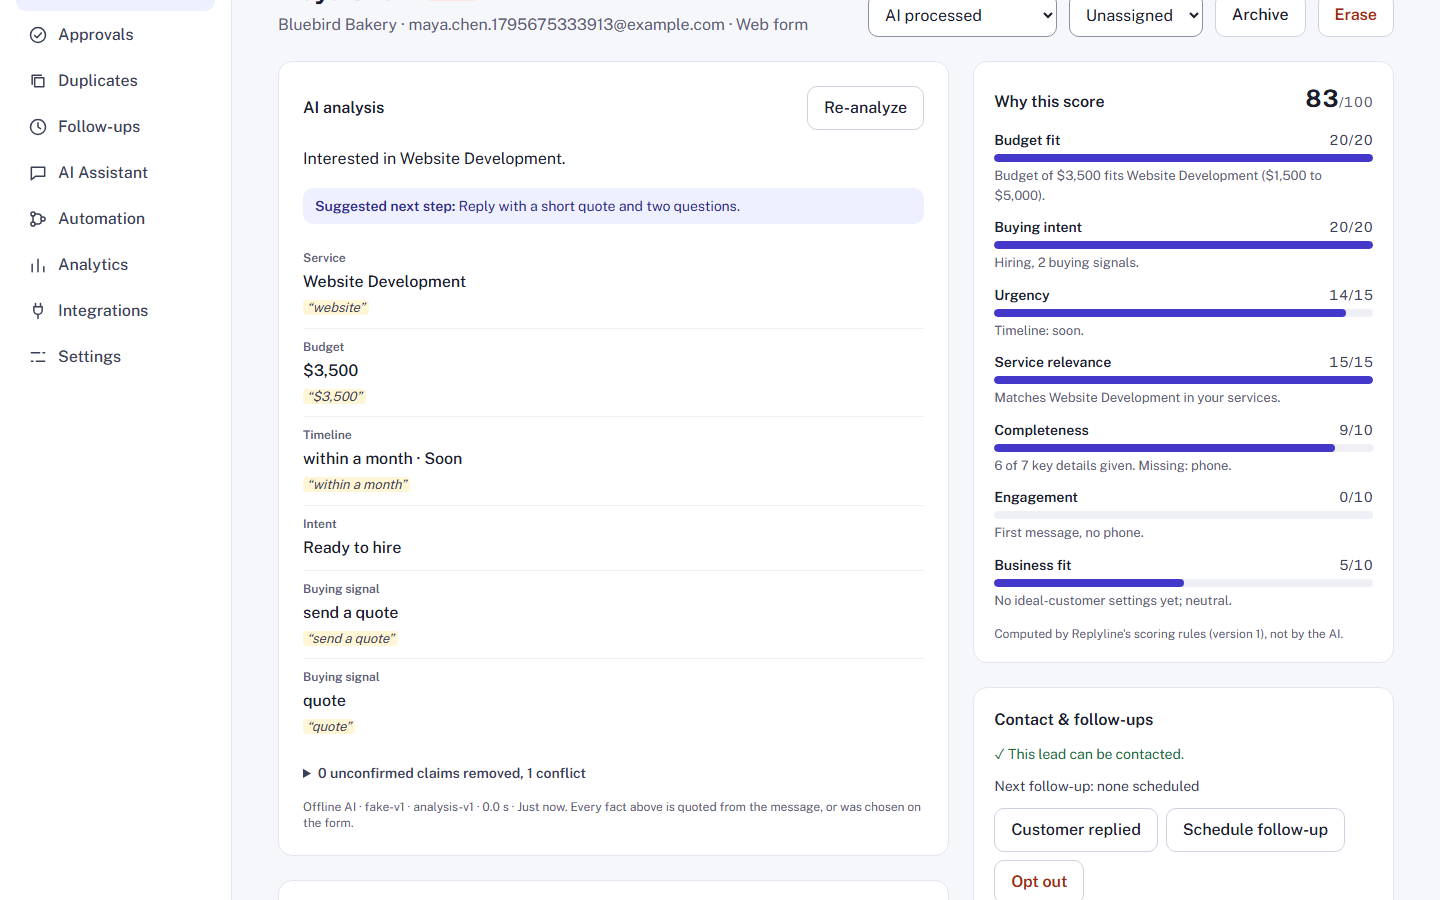 Approvals
Duplicates
Follow-ups
AI Assistant
Automation
Analytics
Integrations
Settings
Bluebird Bakery · maya.chen.1795675333913@example.com · Web form
AI processed
Unassigned
Archive
Erase
AI analysis
Re-analyze
Interested in Website Development.
Suggested next step: Reply with a short quote and two questions.
Service
Website Development
“website”
Budget
$3,500
“$3,500”
Timeline
within a month · Soon
“within a month”
Intent
Ready to hire
Buying signal
send a quote
“send a quote”
Buying signal
quote
“quote”
0 unconfirmed claims removed, 1 conflict
Offline AI · fake-v1 · analysis-v1 · 0.0 s · Just now. Every fact above is quoted from the message, or was chosen on
the form.
Why this score
83/100
Budget fit 20/20
Budget of $3,500 fits Website Development ($1,500 to
$5,000).
Buying intent 20/20
Hiring, 2 buying signals.
Urgency 14/15
Timeline: soon.
Service relevance 15/15
Matches Website Development in your services.
Completeness 9/10
6 of 7 key details given. Missing: phone.
Engagement 0/10
First message, no phone.
Business fit 5/10
No ideal-customer settings yet; neutral.
Computed by Replyline's scoring rules (version 1), not by the AI.
Contact & follow-ups
✓ This lead can be contacted.
Next follow-up: none scheduled
Customer replied
Schedule follow-up
Opt out